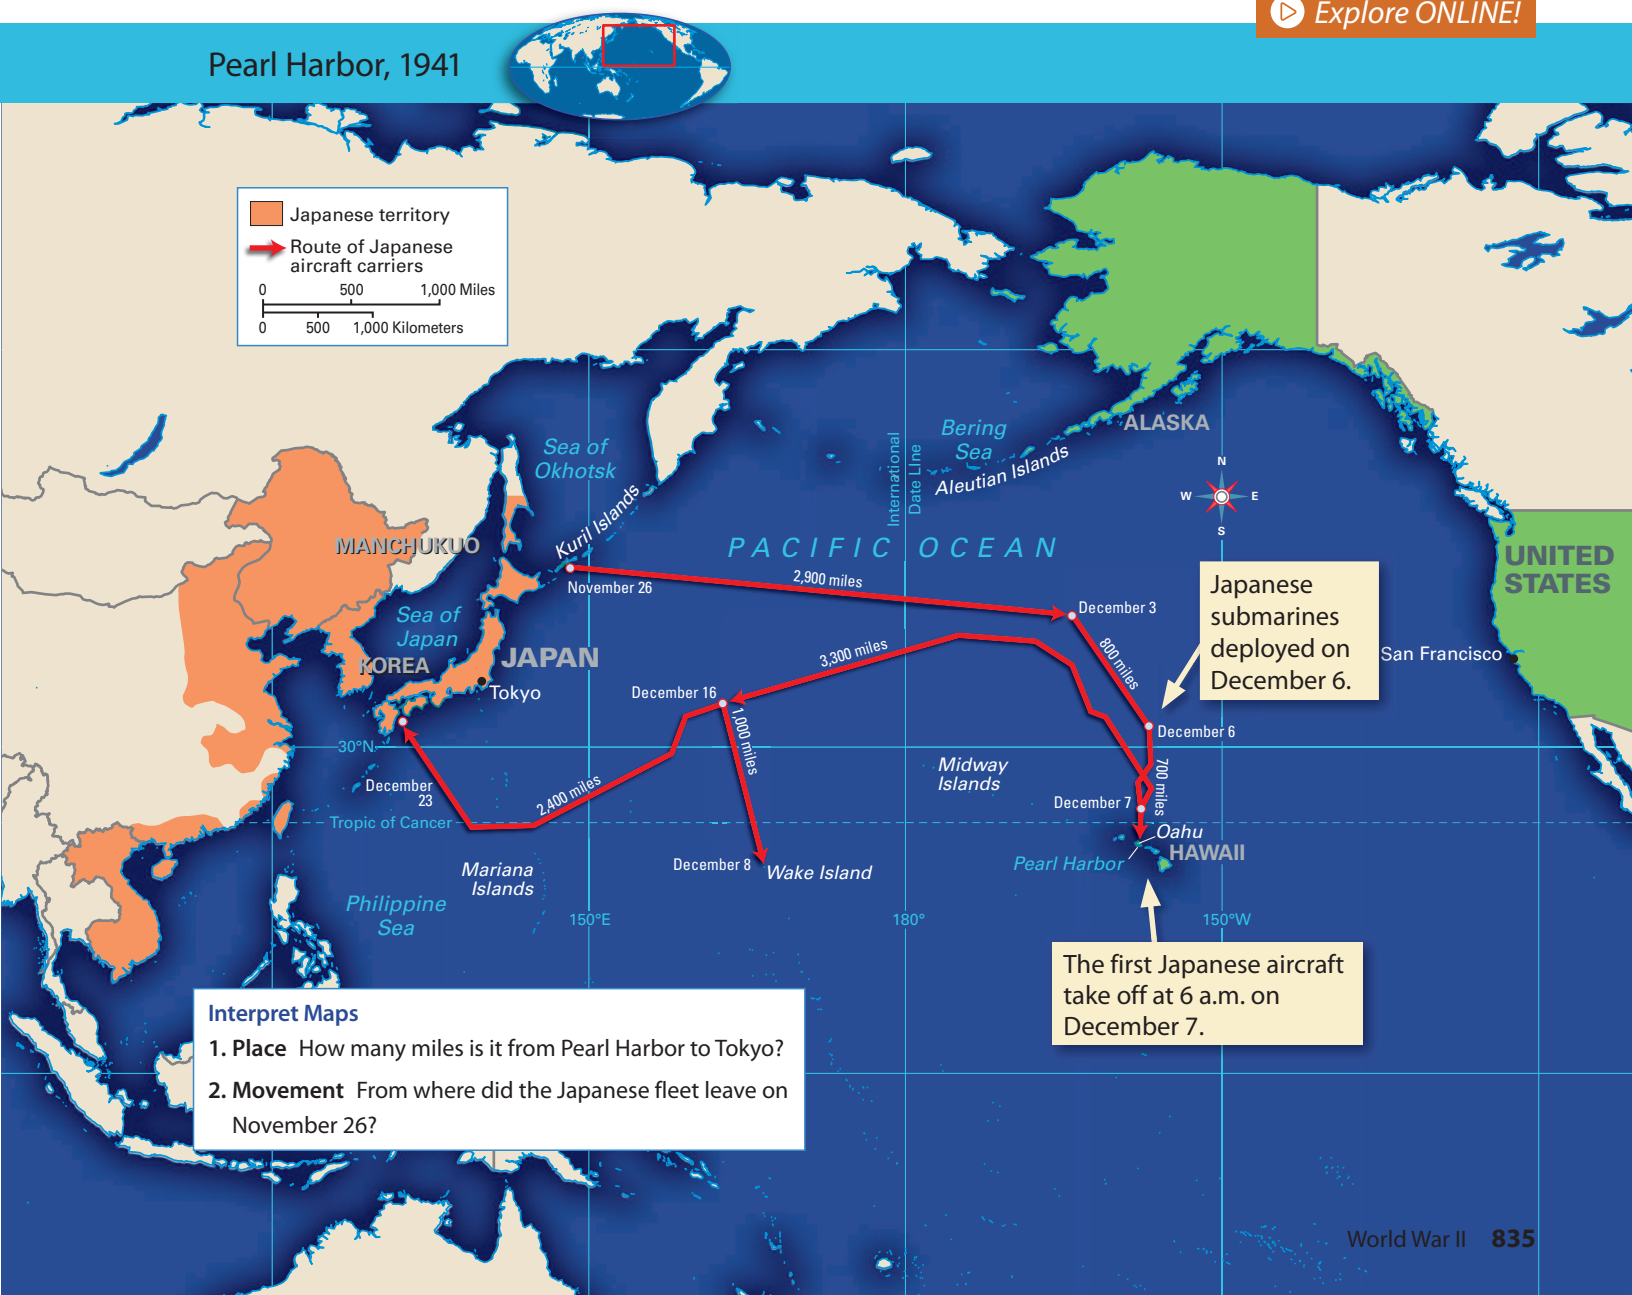 Explore ONLINE!
Pearl Harbor, 1941
Japanese territory
Route of Japanese
aircraft carriers
0 500 1,000 Miles
0 500 1,000 Kilometers
ALASKA
Bering
Sea
Aleutian Islands
International
Date LIne
Sea of
Okhotsk
Kuril Islands
N
W E
S
PACIFIC OCEAN
MANCHUKUO
UNITED
STATES
November 26
2,900 miles
December 3
Japanese
submarines
deployed on
December 6.
Sea of
Japan
KOREA
JAPAN
Tokyo
3,300 miles
800 miles
San Francisco
December 16
1,000 miles
December 6
30°N
Midway
Islands
700 miles
December
23
2,400 miles
December 7
Tropic of Cancer
Oahu
HAWAII
Pearl Harbor
December 8
Wake Island
Mariana
Islands
Philippine
Sea
150°E
180°
150°W
The first Japanese aircraft
take off at 6 a.m. on
December 7.
Interpret Maps
1. Place How many miles is it from Pearl Harbor to Tokyo?
2. Movement From where did the Japanese fleet leave on
November 26?
World War II 835